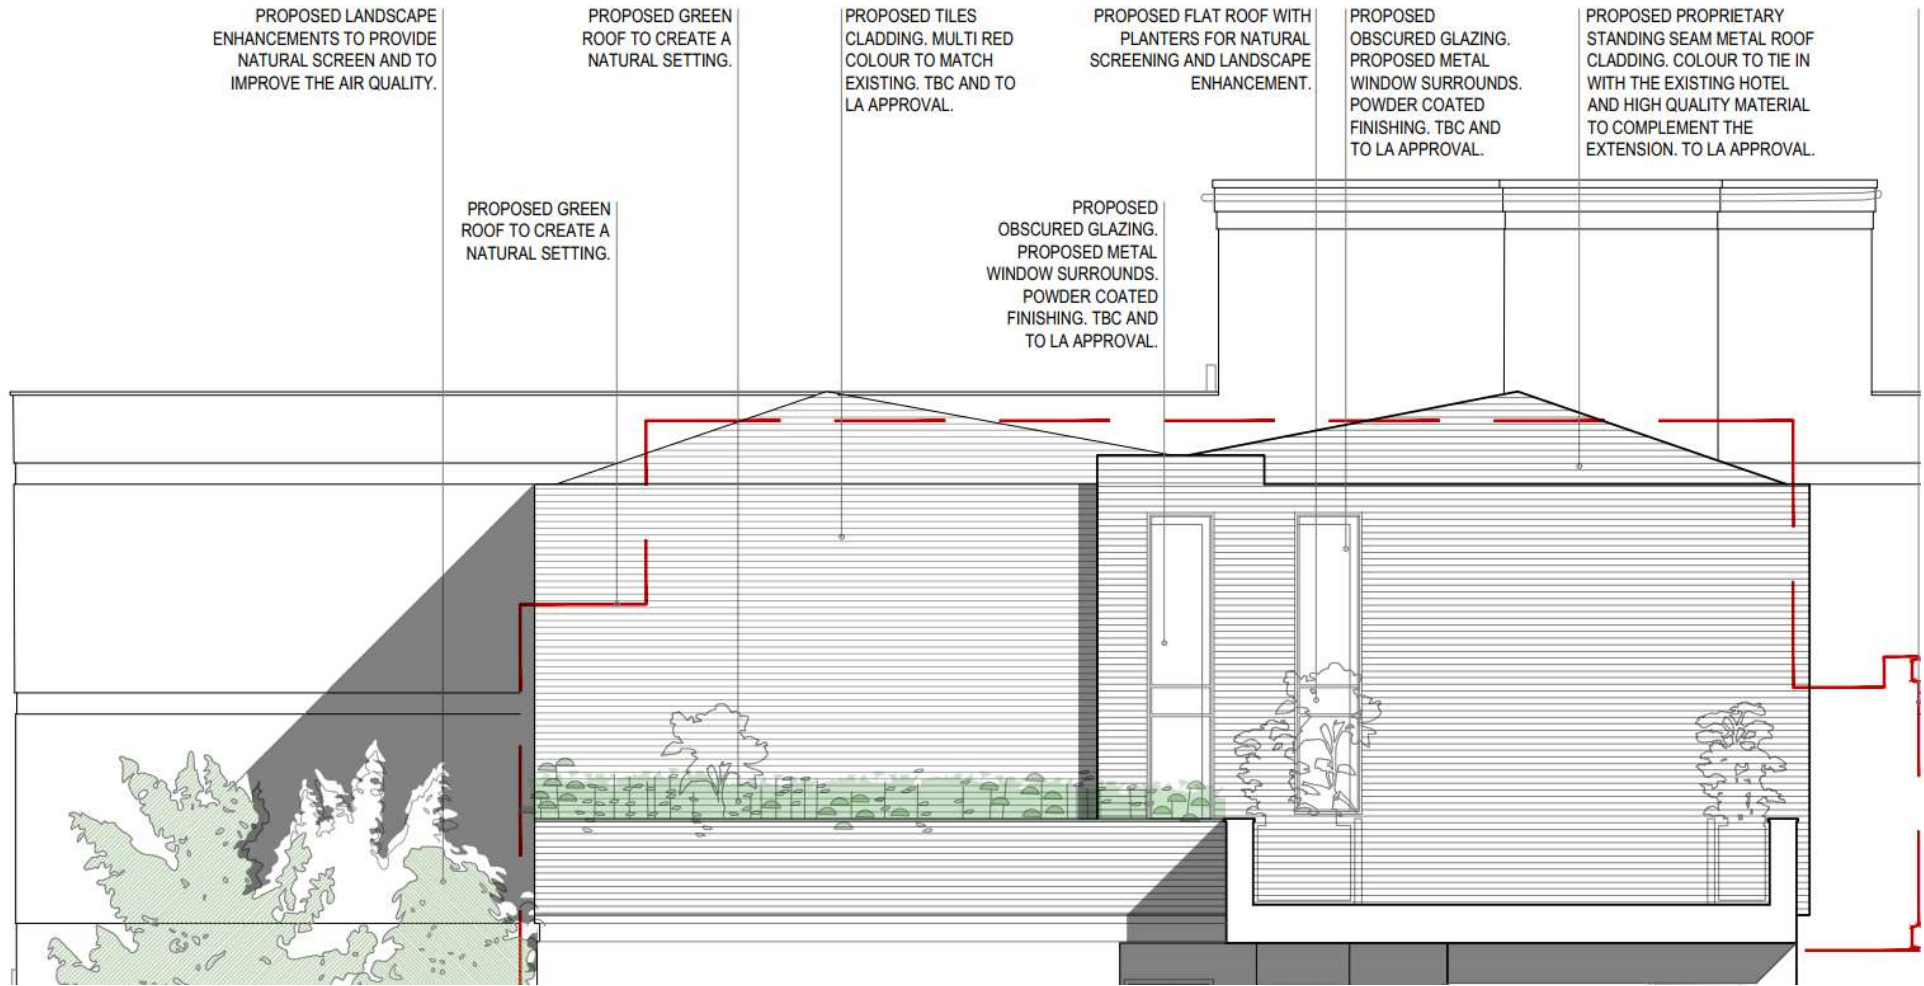 PROPOSED LANDSCAPE
ENHANCEMENTS TO PROVIDE
NATURAL SCREEN AND TO
IMPROVE THE AIR QUALITY.
PROPOSED GREEN
ROOF TO CREATE A
NATURAL SETTING.
PROPOSED TILES
CLADDING. MULTI RED
COLOUR TO MATCH
EXISTING. TBC AND TO
LA APPROVAL.
PROPOSED FLAT ROOF WITH
PLANTERS FOR NATURAL
SCREENING AND LANDSCAPE
ENHANCEMENT.
PROPOSED
OBSCURED GLAZING.
PROPOSED METAL
WINDOW SURROUNDS.
POWDER COATED
FINISHING. TBC AND
TO LA APPROVAL.
PROPOSED PROPRIETARY
STANDING SEAM METAL ROOF
CLADDING. COLOUR TO TIE IN
WITH THE EXISTING HOTEL
AND HIGH QUALITY MATERIAL
TO COMPLEMENT THE
EXTENSION. TO LA APPROVAL.
PROPOSED GREEN
ROOF TO CREATE A
NATURAL SETTING.
PROPOSED
OBSCURED GLAZING.
PROPOSED METAL
WINDOW SURROUNDS.
POWDER COATED
FINISHING. TBC AND
TO LA APPROVAL.